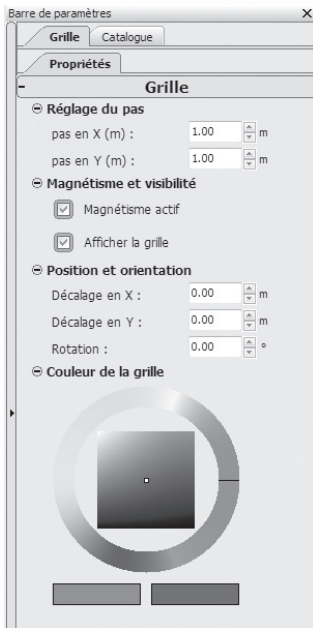 Barre de paramètres X
Grille Catalogue
Propriétés
- Grille
Réglage du pas
pas en X (m) : 1.00 m
pas en Y (m) : 1.00 m
Magnétisme et visibilité
Magnétisme actif
Afficher la grille
Position et orientation
Décalage en X : 0.00 m
Décalage en Y : 0.00 m
Rotation : 0.00 °
Couleur de la grille